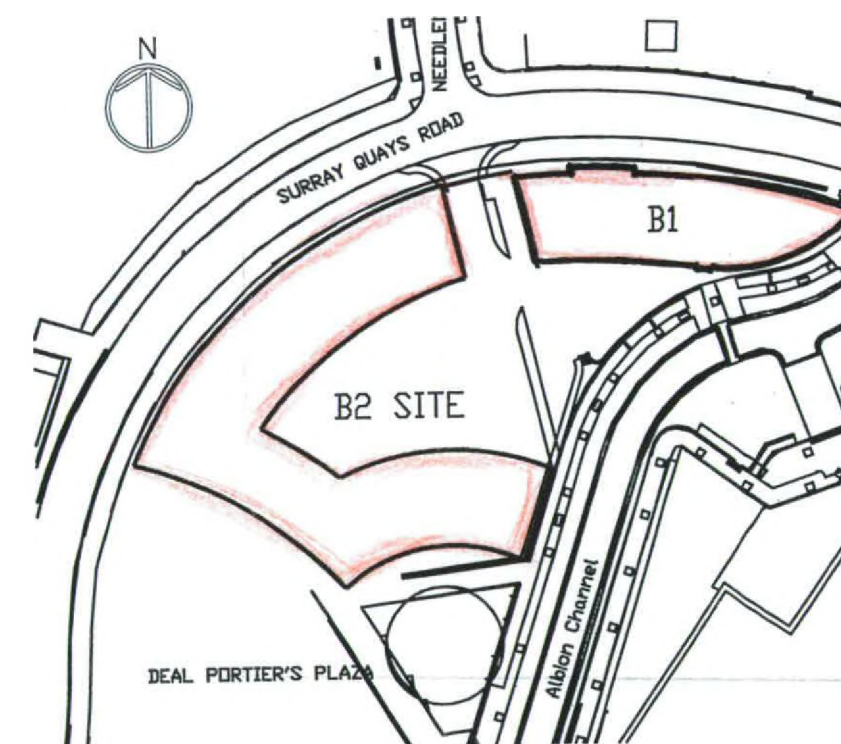 N
NEEDLE
SURRAY QUAYS ROAD
B1
B2 SITE
Albion Channel
DEAL PORTIER'S PLAZA